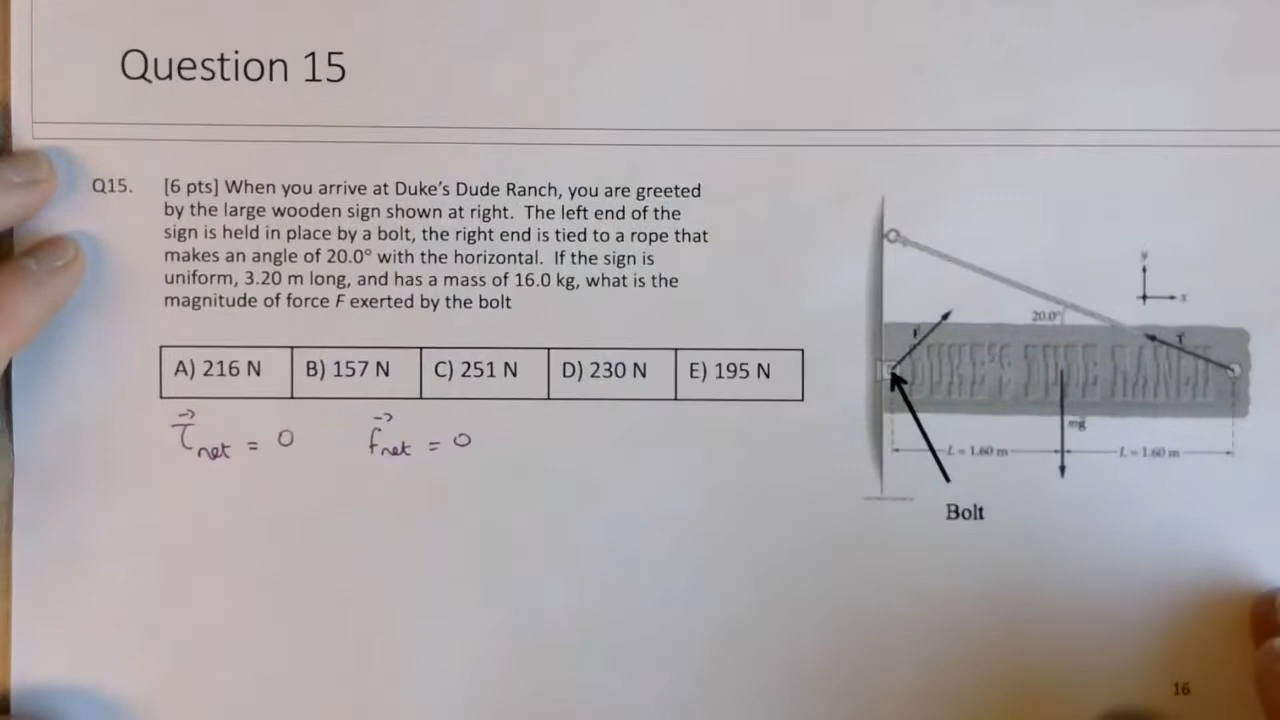 Question 15
Q15. [6 pts] When you arrive at Duke's Dude Ranch, you are greeted
by the large wooden sign shown at right. The left end of the
sign is held in place by a bolt, the right end is tied to a rope that
makes an angle of 20.0° with the horizontal. If the sign is
uniform, 3.20 m long, and has a mass of 16.0 kg, what is the
magnitude of force F exerted by the bolt
A) 216 N B) 157 N C) 251 N D) 230 N E) 195 N
τ⃗net = 0 f⃗net = 0
y
x
20.0°
F
T
DUKE'S DUDE RANCH
mg⃗
L = 1.60 m L = 1.60 m
Bolt
16